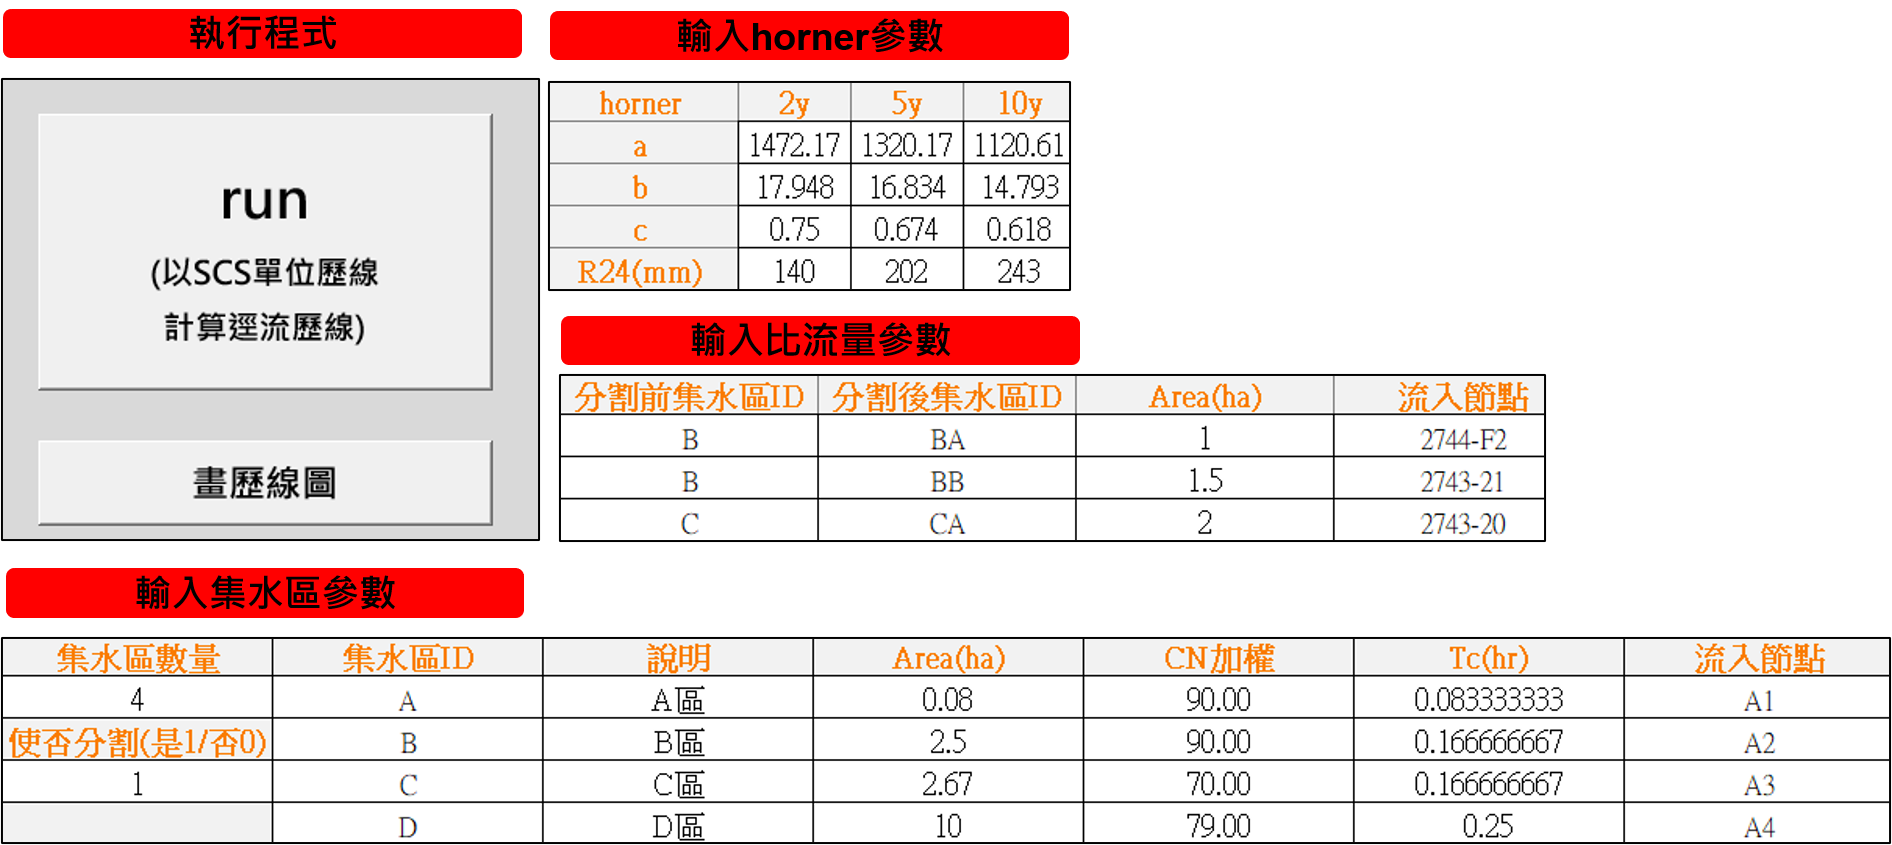 執行程式
run
(以SCS單位歷線
計算逕流歷線)
畫歷線圖
輸入horner參數
horner 2y 5y 10y
a 1472.17 1320.17 1120.61
b 17.948 16.834 14.793
c 0.75 0.674 0.618
R24(mm) 140 202 243
輸入比流量參數
分割前集水區ID 分割後集水區ID Area(ha) 流入節點
B BA 1 2744-F2
B BB 1.5 2743-21
C CA 2 2743-20
輸入集水區參數
集水區數量 集水區ID 說明 Area(ha) CN加權 Tc(hr) 流入節點
4 A A區 0.08 90.00 0.083333333 A1
使否分割(是1/否0) B B區 2.5 90.00 0.166666667 A2
1 C C區 2.67 70.00 0.166666667 A3
D D區 10 79.00 0.25 A4